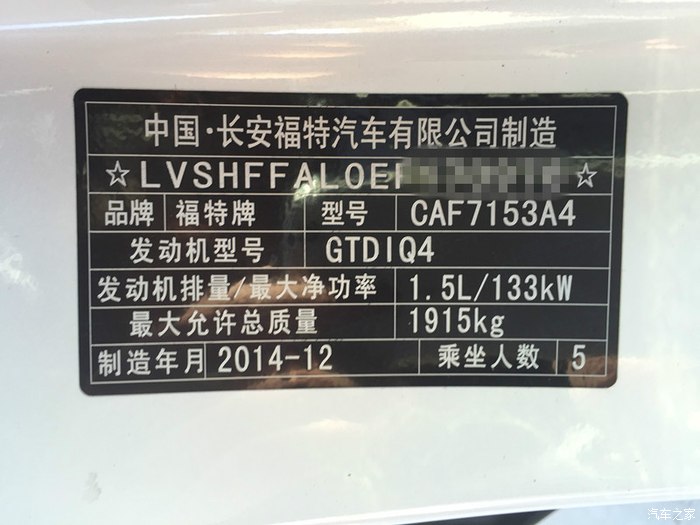 中国·长安福特汽车有限公司制造
☆LVSHFFALOE ☆
品牌 福特牌 型号 CAF7153A4
发动机型号 GTDIQ4
发动机排量/最大净功率 1.5L/133kW
最大允许总质量 1915kg
制造年月 2014-12 乘坐人数 5
汽车之家